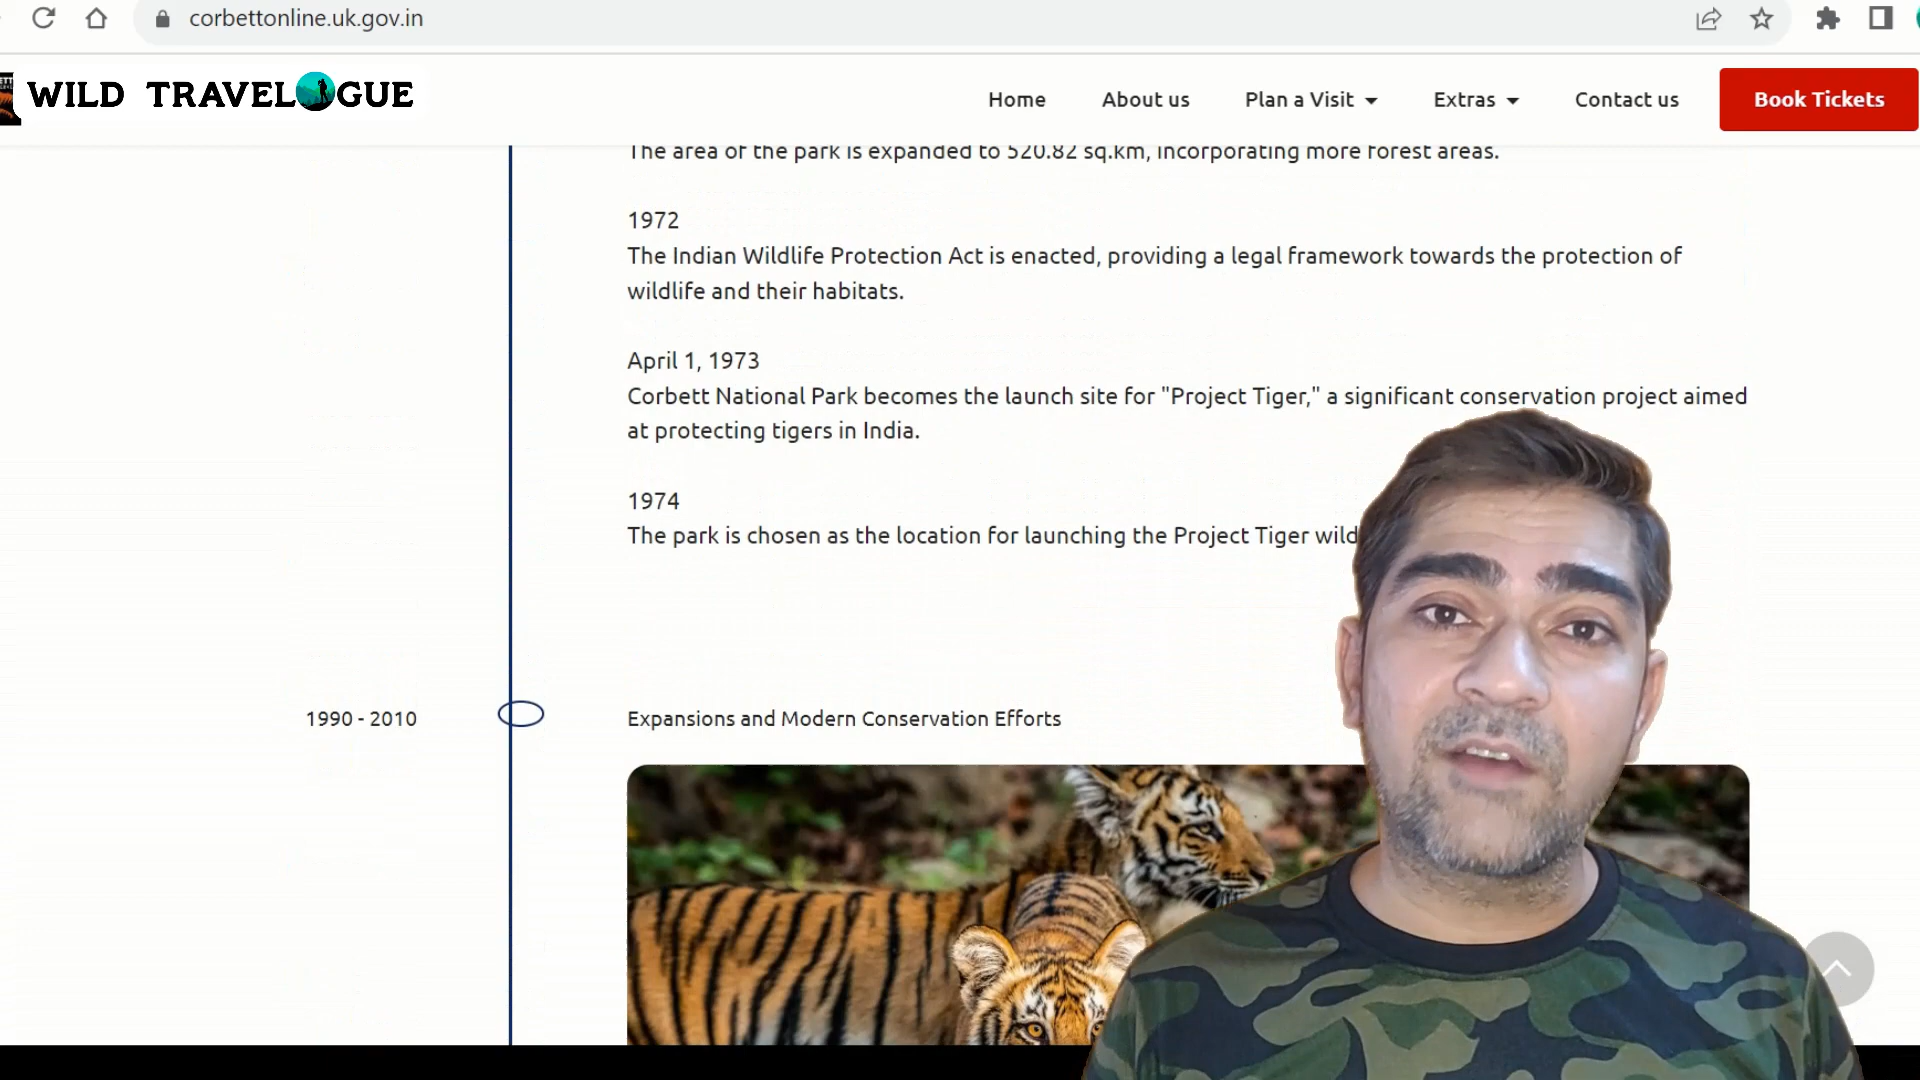 corbettonline.uk.gov.in
WILD TRAVELOGUE
Home
About us
Plan a Visit
Extras
Contact us
Book Tickets
The area of the park is expanded to 520.82 sq.km, incorporating more forest areas.
1972
The Indian Wildlife Protection Act is enacted, providing a legal framework towards the protection of
wildlife and their habitats.
April 1, 1973
Corbett National Park becomes the launch site for "Project Tiger," a significant conservation project aimed
at protecting tigers in India.
1974
The park is chosen as the location for launching the Project Tiger wild
1990 - 2010
Expansions and Modern Conservation Efforts